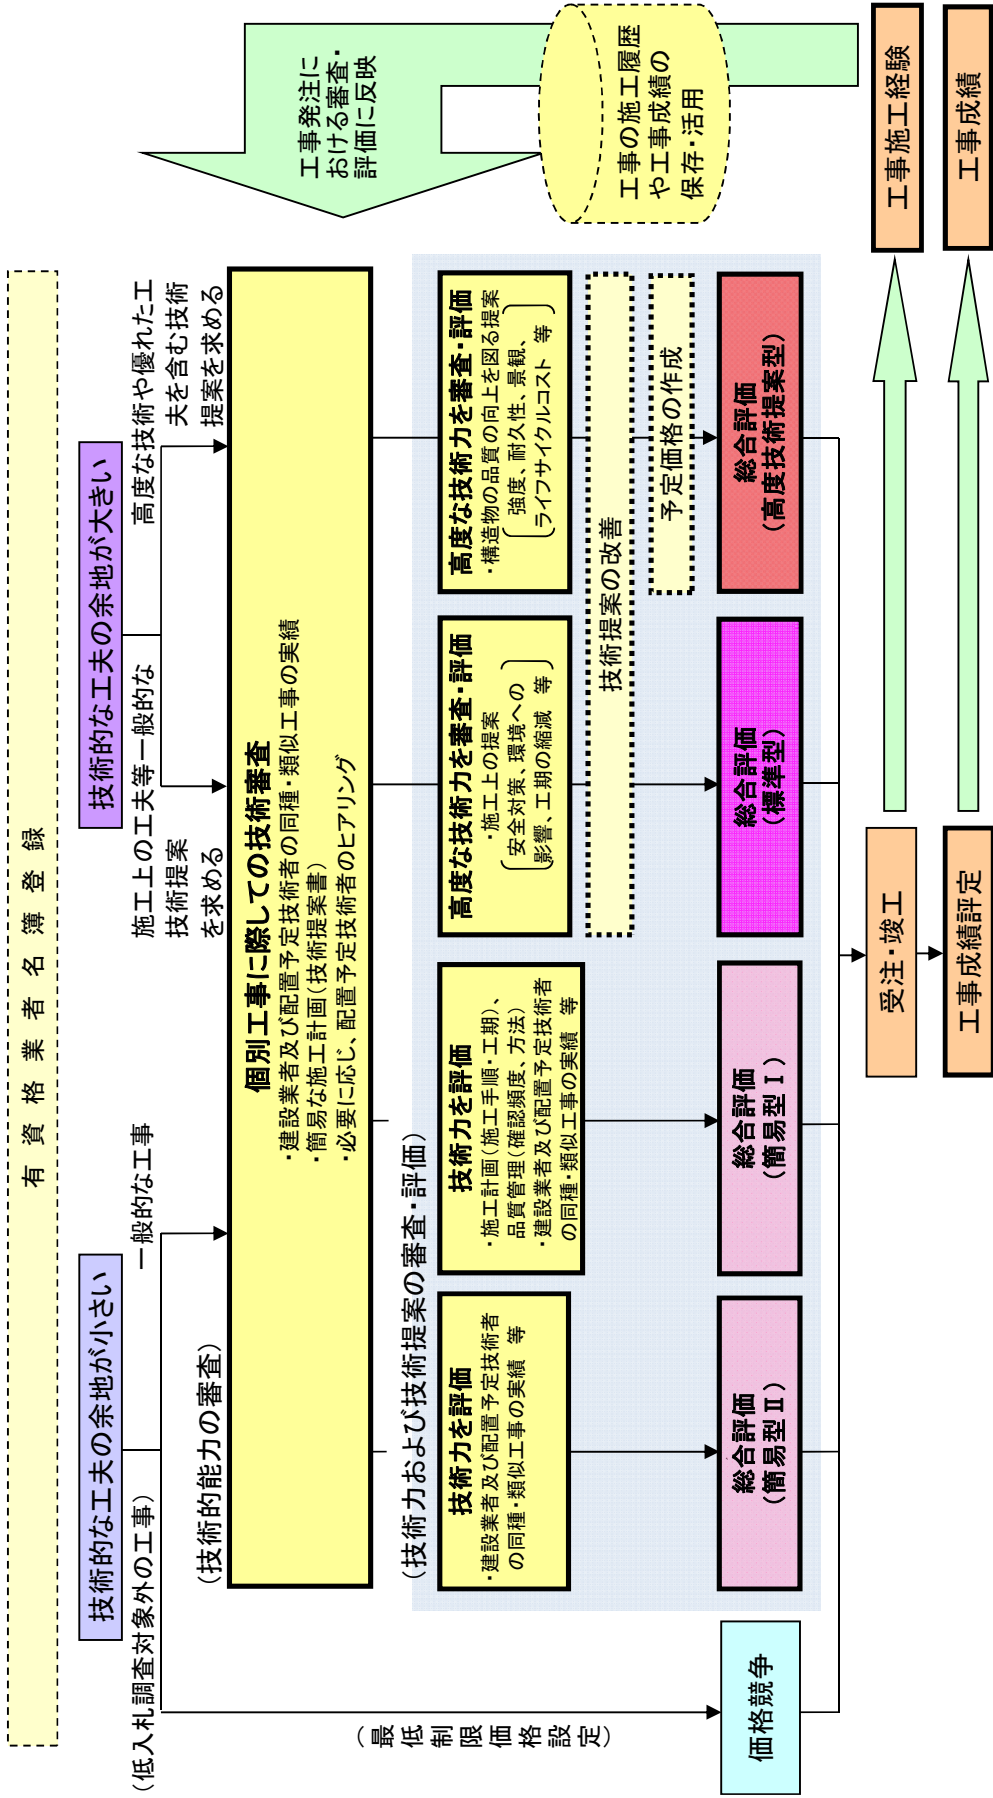 有資格業者名簿登録
技術的な工夫の余地が小さい
技術的な工夫の余地が大きい
(低入札調査対象外の工事)
一般的な工事
施工上の工夫等一般的な
技術提案
を求める
高度な技術や優れた工
夫を含む技術
提案を求める
(技術的能力の審査)
個別工事に際しての技術審査
・建設業者及び配置予定技術者の同種・類似工事の実績
・簡易な施工計画(技術提案書)
・必要に応じ、配置予定技術者のヒアリング
(最低制限価格設定)
(技術力および技術提案の審査・評価)
技術力を評価
・建設業者及び配置予定技術者
の同種・類似工事の実績 等
技術力を評価
・施工計画(施工手順・工期)、
品質管理(確認頻度、方法)
・建設業者及び配置予定技術者
の同種・類似工事の実績 等
高度な技術力を審査・評価
・施工上の提案
安全対策、環境への
影響、工期の縮減 等
高度な技術力を審査・評価
・構造物の品質の向上を図る提案
強度、耐久性、景観、
ライフサイクルコスト 等
技術提案の改善
予定価格の作成
価格競争
総合評価
(簡易型Ⅱ)
総合評価
(簡易型Ⅰ)
総合評価
(標準型)
総合評価
(高度技術提案型)
受注・竣工
工事成績評定
工事施工経験
工事成績
工事の施工履歴
や工事成績の
保存・活用
工事発注に
おける審査・
評価に反映